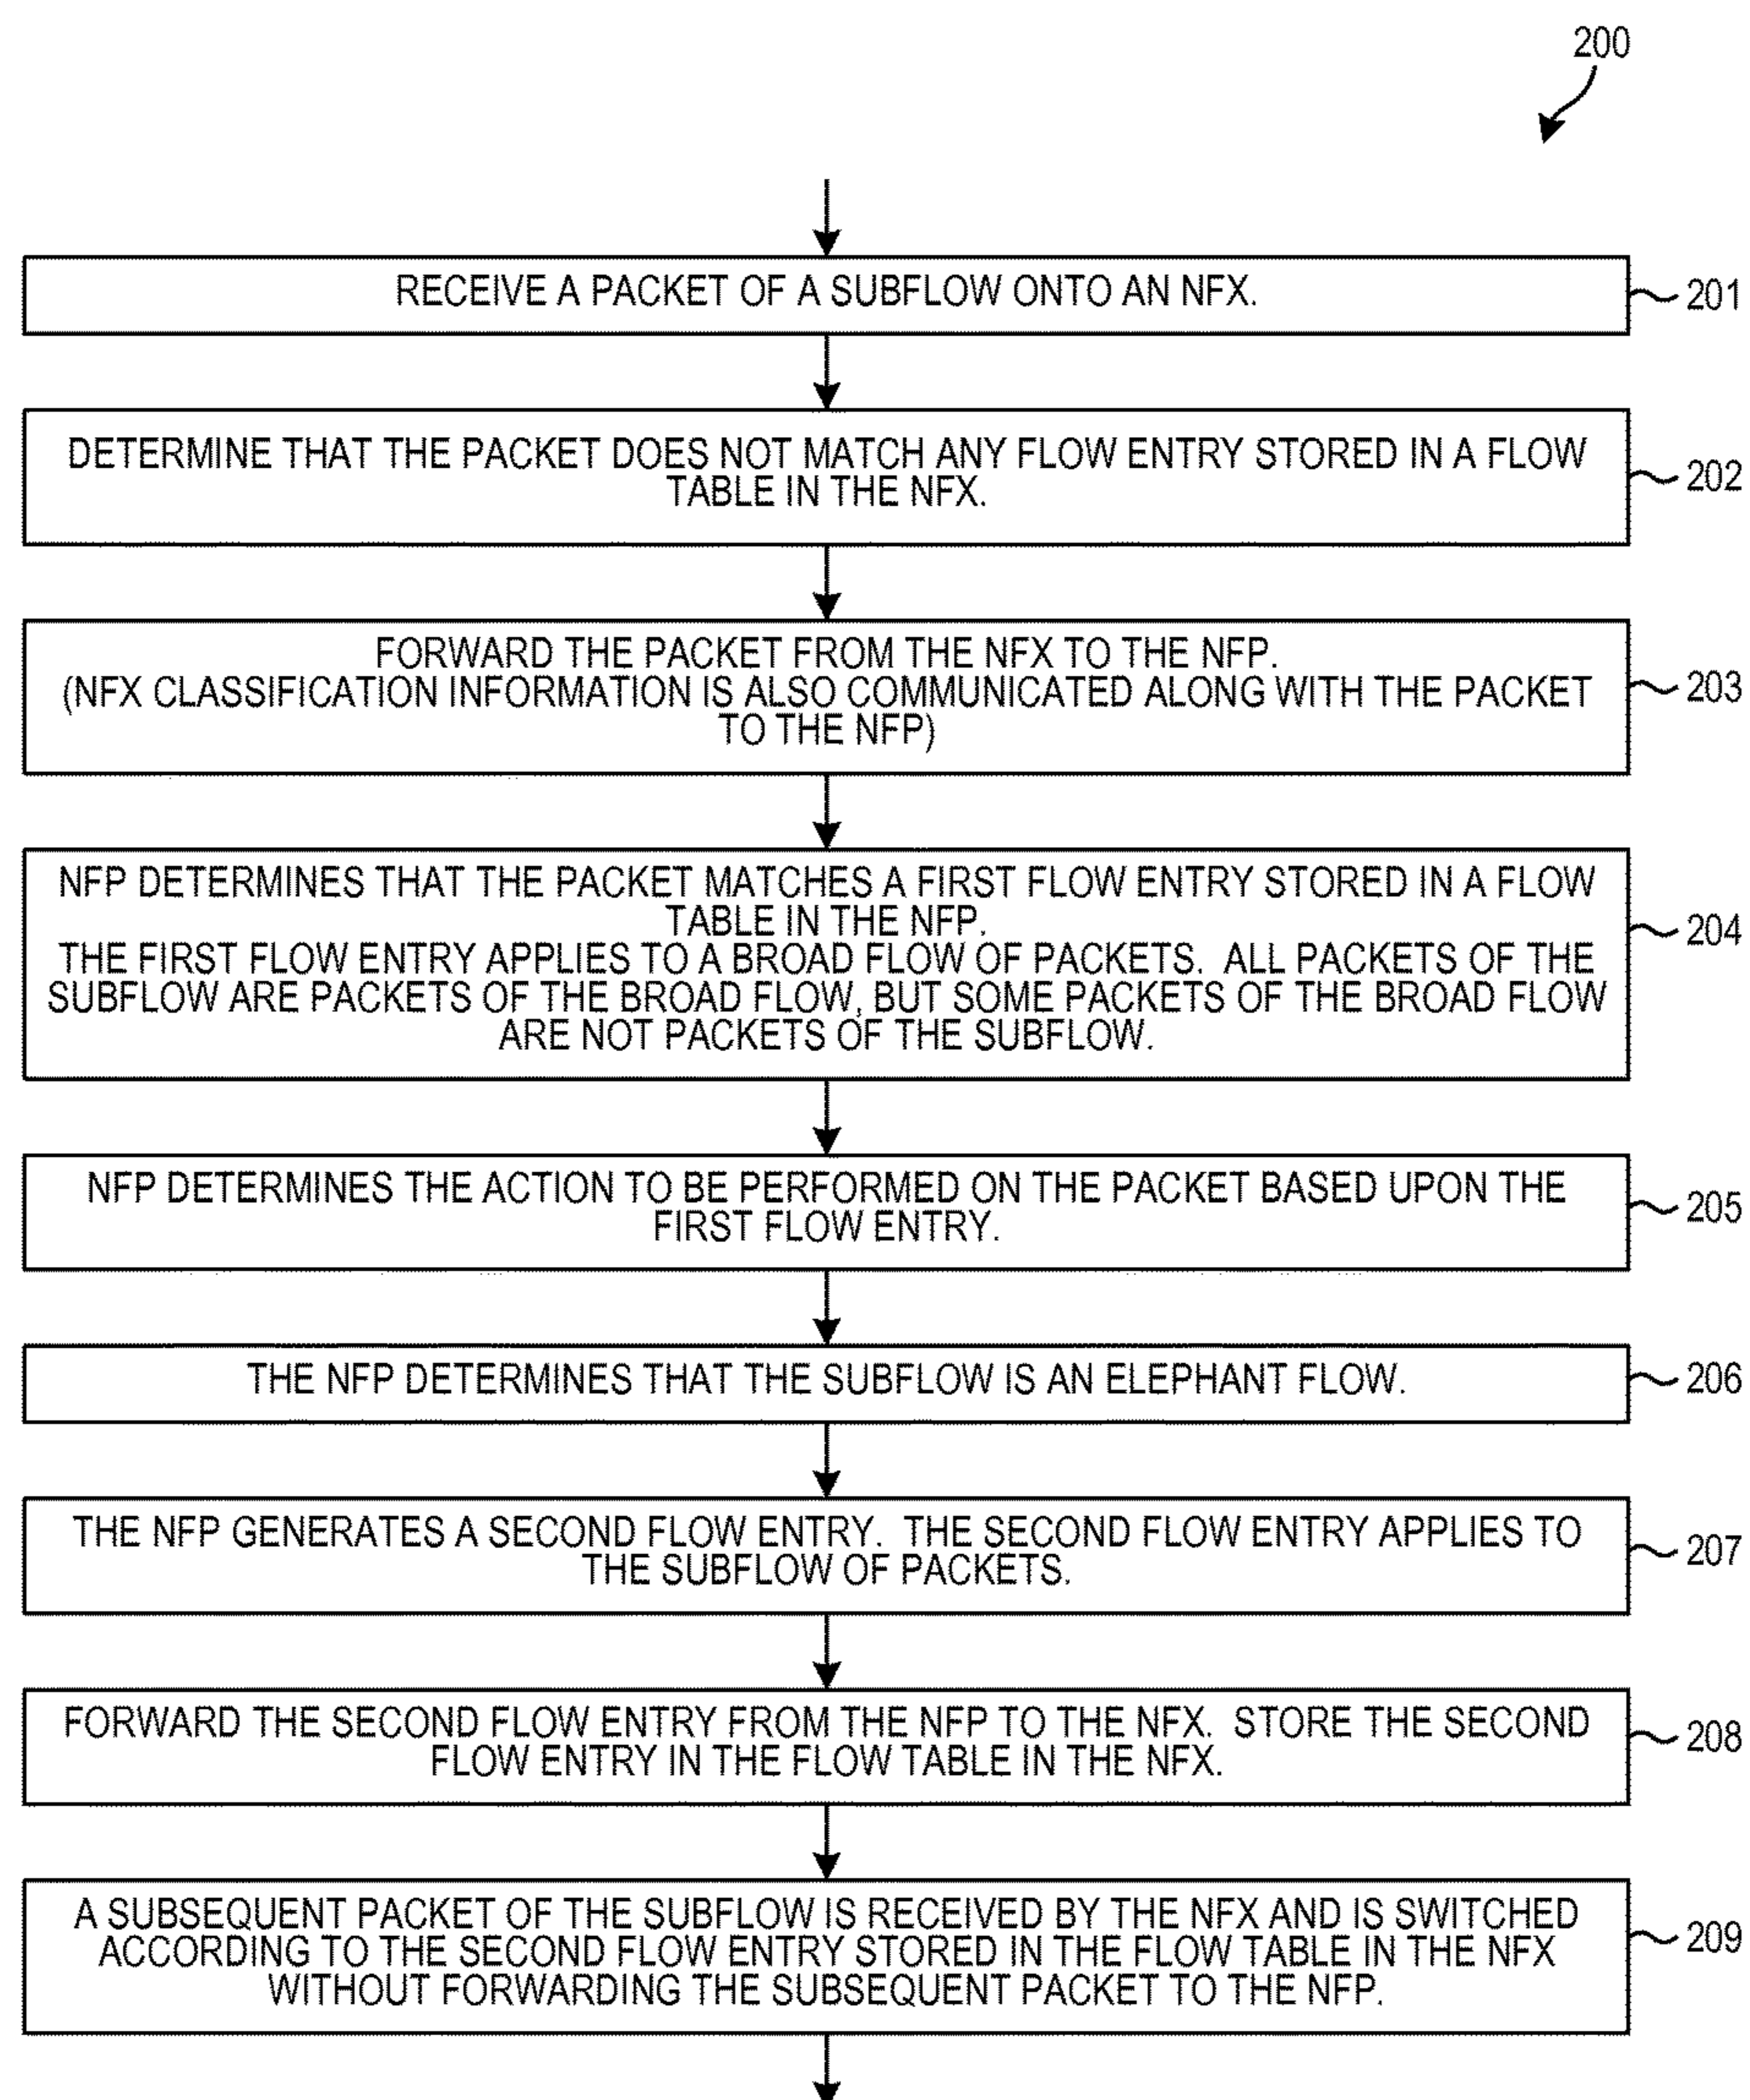 200
RECEIVE A PACKET OF A SUBFLOW ONTO AN NFX.
201
DETERMINE THAT THE PACKET DOES NOT MATCH ANY FLOW ENTRY STORED IN A FLOW
TABLE IN THE NFX.
202
FORWARD THE PACKET FROM THE NFX TO THE NFP.
(NFX CLASSIFICATION INFORMATION IS ALSO COMMUNICATED ALONG WITH THE PACKET
TO THE NFP)
203
NFP DETERMINES THAT THE PACKET MATCHES A FIRST FLOW ENTRY STORED IN A FLOW
TABLE IN THE NFP.
THE FIRST FLOW ENTRY APPLIES TO A BROAD FLOW OF PACKETS. ALL PACKETS OF THE
SUBFLOW ARE PACKETS OF THE BROAD FLOW, BUT SOME PACKETS OF THE BROAD FLOW
ARE NOT PACKETS OF THE SUBFLOW.
204
NFP DETERMINES THE ACTION TO BE PERFORMED ON THE PACKET BASED UPON THE
FIRST FLOW ENTRY.
205
THE NFP DETERMINES THAT THE SUBFLOW IS AN ELEPHANT FLOW.
206
THE NFP GENERATES A SECOND FLOW ENTRY. THE SECOND FLOW ENTRY APPLIES TO
THE SUBFLOW OF PACKETS.
207
FORWARD THE SECOND FLOW ENTRY FROM THE NFP TO THE NFX. STORE THE SECOND
FLOW ENTRY IN THE FLOW TABLE IN THE NFX.
208
A SUBSEQUENT PACKET OF THE SUBFLOW IS RECEIVED BY THE NFX AND IS SWITCHED
ACCORDING TO THE SECOND FLOW ENTRY STORED IN THE FLOW TABLE IN THE NFX
WITHOUT FORWARDING THE SUBSEQUENT PACKET TO THE NFP.
209